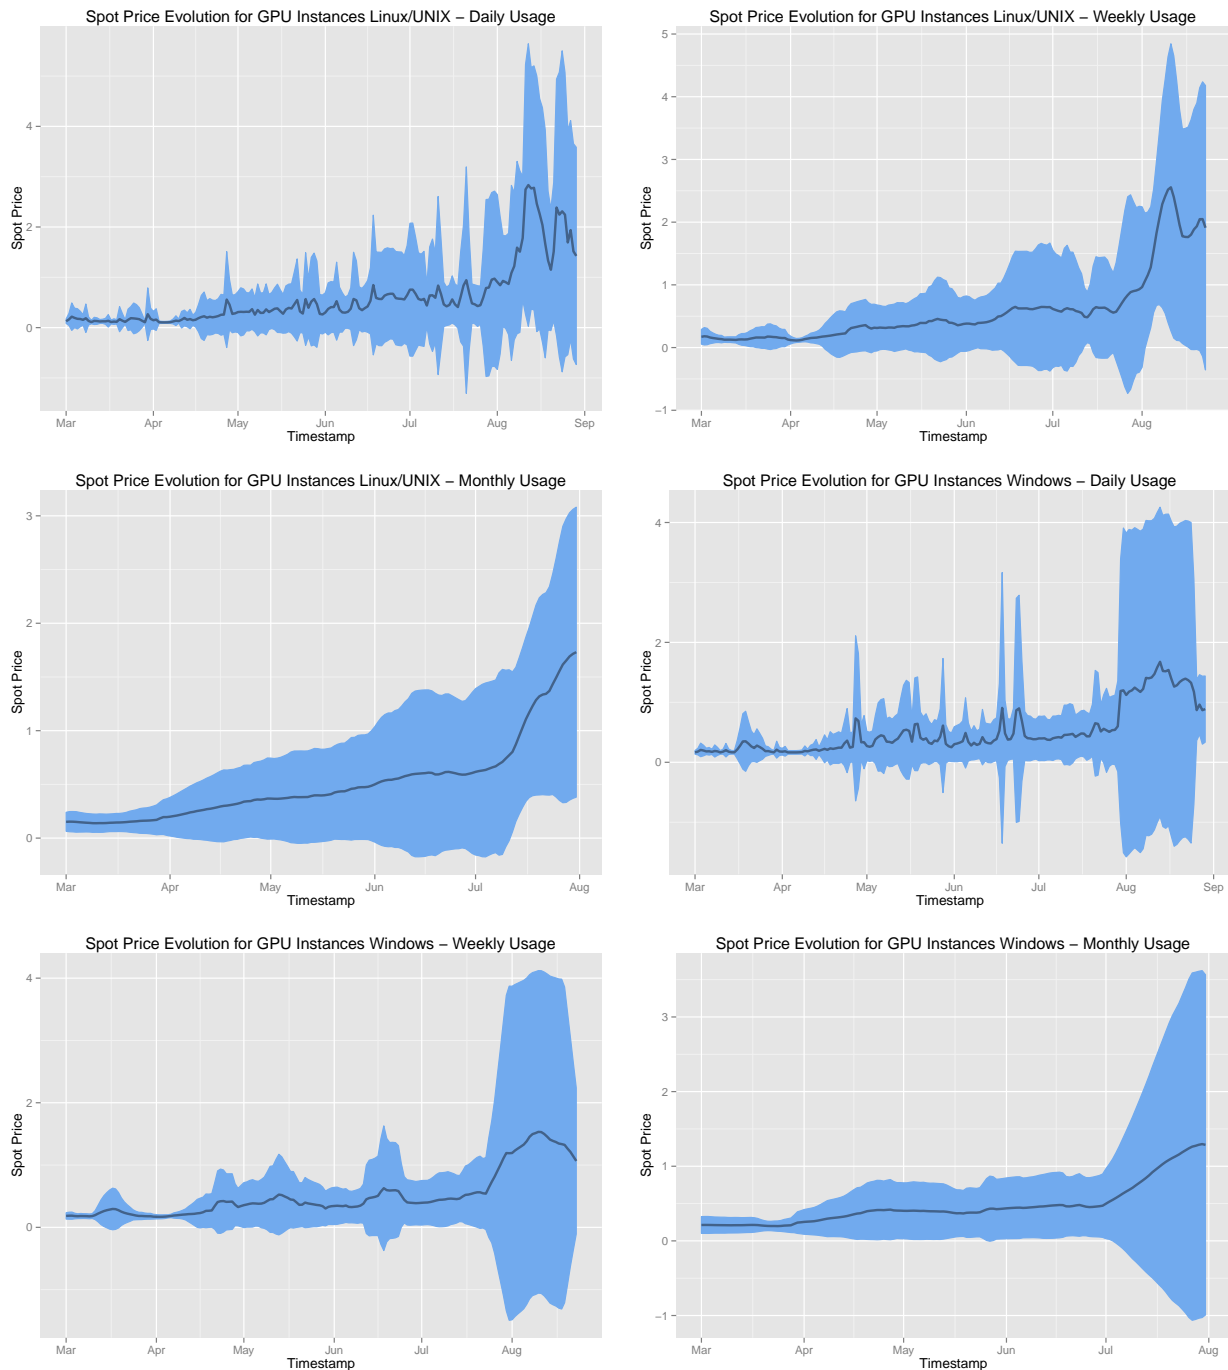 Spot Price Evolution for GPU Instances Linux/UNIX – Daily Usage
Spot Price
4
2
0
Mar Apr May Jun Jul Aug Sep
Timestamp
Spot Price Evolution for GPU Instances Linux/UNIX – Weekly Usage
Spot Price
5
4
3
2
1
0
–1
Mar Apr May Jun Jul Aug
Timestamp
Spot Price Evolution for GPU Instances Linux/UNIX – Monthly Usage
Spot Price
3
2
1
0
Mar Apr May Jun Jul Aug
Timestamp
Spot Price Evolution for GPU Instances Windows – Daily Usage
Spot Price
4
2
0
Mar Apr May Jun Jul Aug Sep
Timestamp
Spot Price Evolution for GPU Instances Windows – Weekly Usage
Spot Price
4
2
0
Mar Apr May Jun Jul Aug
Timestamp
Spot Price Evolution for GPU Instances Windows – Monthly Usage
Spot Price
3
2
1
0
–1
Mar Apr May Jun Jul Aug
Timestamp